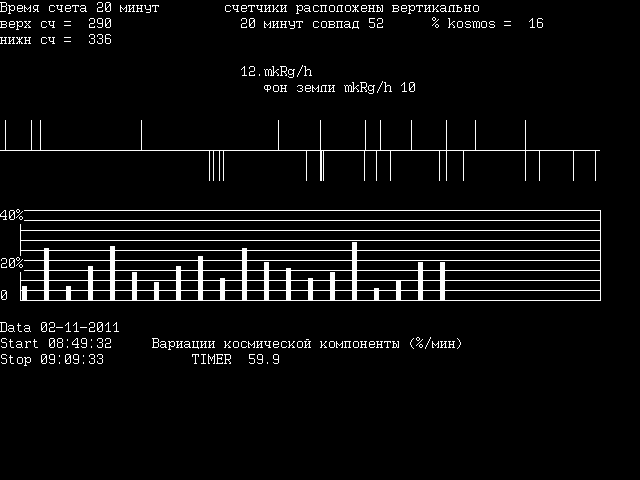 Время счета 20 минут счетчики расположены вертикально
верх сч = 290 20 минут совпад 52 % kosmos = 16
нижн сч = 336
12.mkRg/h
фон земли mkRg/h 10
40%
20%
0
Data 02-11-2011
Start 08:49:32 Вариации космической компоненты (%/мин)
Stop 09:09:33 TIMER 59.9